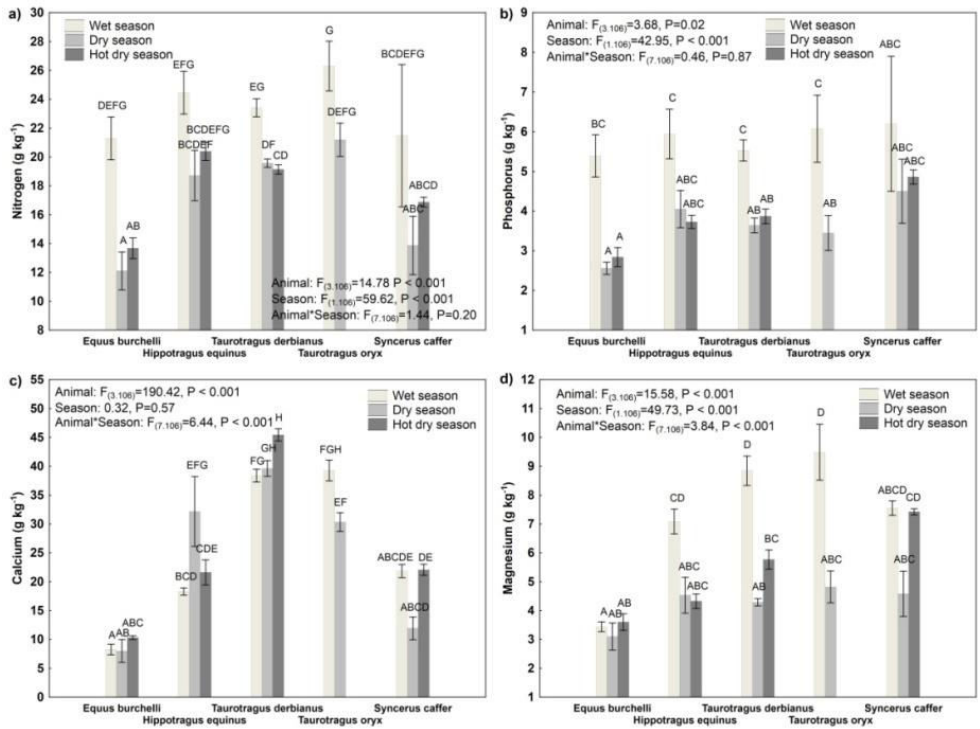 a)
Wet season
Dry season
Hot dry season
Nitrogen (g kg⁻¹)
30
28
26
24
22
20
18
16
14
12
10
8
DEFG
A
AB
EFG
BCDEF
BCDEFG
EG
DF
CD
G
DEFG
BCDEFG
ABC
ABCD
Animal: F(3.106)=14.78 P < 0.001
Season: F(1.106)=59.62, P < 0.001
Animal*Season: F(7.106)=1.44, P=0.20
Equus burchelli
Hippotragus equinus
Taurotragus derbianus
Taurotragus oryx
Syncerus caffer
b)
Animal: F(3.106)=3.68, P=0.02
Season: F(1.106)=42.95, P < 0.001
Animal*Season: F(7.106)=0.46, P=0.87
Wet season
Dry season
Hot dry season
Phosphorus (g kg⁻¹)
9
8
7
6
5
4
3
2
1
BC
A
A
C
ABC
ABC
C
AB
AB
C
AB
ABC
ABC
ABC
Equus burchelli
Hippotragus equinus
Taurotragus derbianus
Taurotragus oryx
Syncerus caffer
c)
Animal: F(3.106)=190.42, P < 0.001
Season: 0.32, P=0.57
Animal*Season: F(7.106)=6.44, P < 0.001
Wet season
Dry season
Hot dry season
Calcium (g kg⁻¹)
55
50
45
40
35
30
25
20
15
10
5
0
A
AB
ABC
BCD
EFG
CDE
FG
GH
H
FGH
EF
ABCDE
ABCD
DE
Equus burchelli
Hippotragus equinus
Taurotragus derbianus
Taurotragus oryx
Syncerus caffer
d)
Animal: F(3.106)=15.58, P < 0.001
Season: F(1.106)=49.73, P < 0.001
Animal*Season: F(7.106)=3.84, P < 0.001
Wet season
Dry season
Hot dry season
Magnesium (g kg⁻¹)
12
11
10
9
8
7
6
5
4
3
2
1
A
AB
AB
CD
ABC
ABC
D
AB
BC
D
ABC
ABCD
ABC
CD
Equus burchelli
Hippotragus equinus
Taurotragus derbianus
Taurotragus oryx
Syncerus caffer